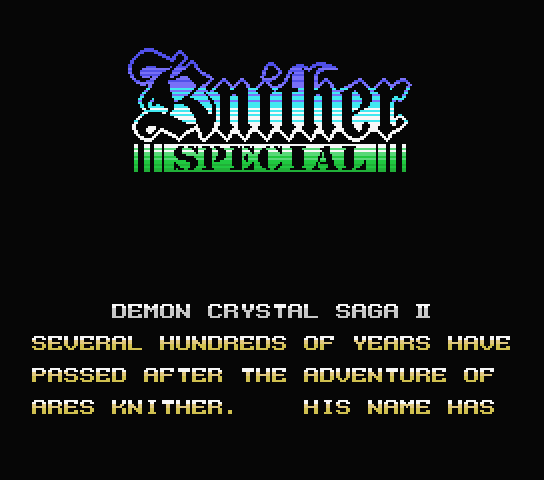 Knither
SPECIAL
DEMON CRYSTAL SAGA II
SEVERAL HUNDREDS OF YEARS HAVE
PASSED AFTER THE ADVENTURE OF
ARES KNITHER. HIS NAME HAS